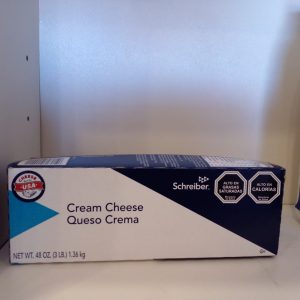 CHEESE
USA
Schreiber
Cream Cheese
Queso Crema
NET WT. 48 OZ. (3 LB.) 1.36 kg
ALTO EN
GRASAS
SATURADAS
ALTO EN
CALORÍAS